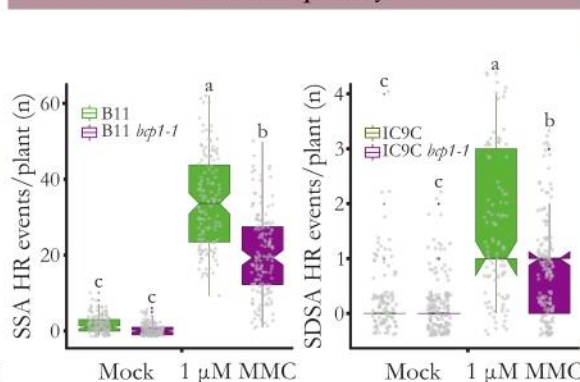 a
b
c
c
60
40
20
0
SSA HR events/plant (n)
B11
B11 bcp1-1
Mock
1 µM MMC
a
b
c
c
4
3
2
1
0
SDSA HR events/plant (n)
IC9C
IC9C bcp1-1
Mock
1 µM MMC